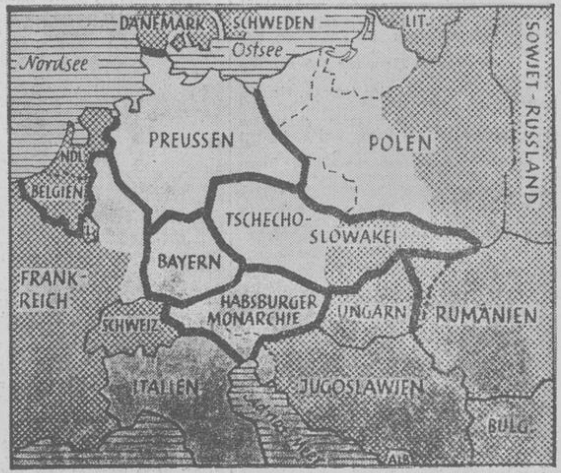 DÄNEMARK
SCHWEDEN
LIT.
Nordsee
Ostsee
SOWJET-RUSSLAND
PREUSSEN
POLEN
NDL.
BELGIEN
L.
TSCHECHO-
SLOWAKEI
BAYERN
FRANK-
REICH
HABSBURGER
MONARCHIE
UNGARN
RUMÄNIEN
SCHWEIZ
ITALIEN
JUGOSLAWIEN
BULG.
ALB.